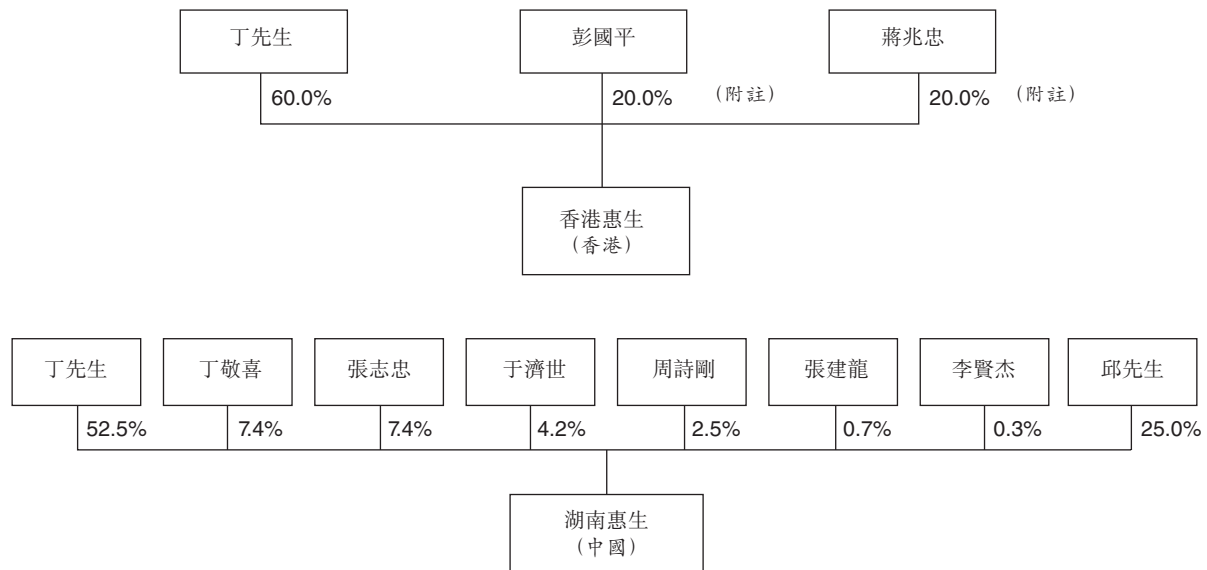 丁先生 彭國平 蔣兆忠
60.0% 20.0% （附註） 20.0% （附註）
香港惠生
（香港）
丁先生 丁敬喜 張志忠 于濟世 周詩剛 張建龍 李賢杰 邱先生
52.5% 7.4% 7.4% 4.2% 2.5% 0.7% 0.3% 25.0%
湖南惠生
（中國）